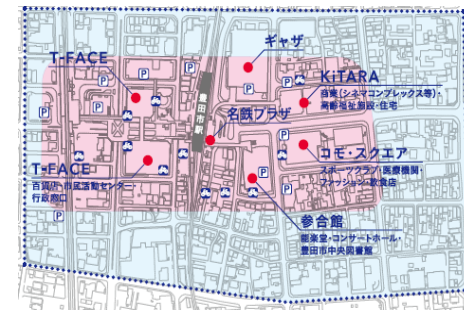 ギャザ
T-FACE
KiTARA
商業(シネマコンプレックス等)・
高齢福祉施設・住宅
豊田市駅
名鉄プラザ
コモ・スクエア
スポーツクラブ・医療機関・
ファッション・飲食店
T-FACE
百貨店・市民活動センター・
行政窓口
参合館
能楽堂・コンサートホール・
豊田市中央図書館
P
P
P
P
P
P
P
P